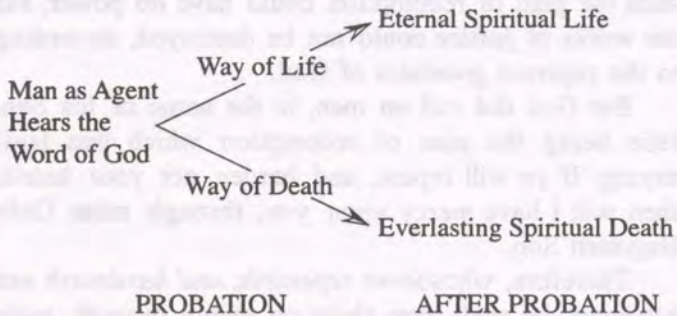 Eternal Spiritual Life
Way of Life
Man as Agent
Hears the
Word of God
Way of Death
Everlasting Spiritual Death
PROBATION AFTER PROBATION